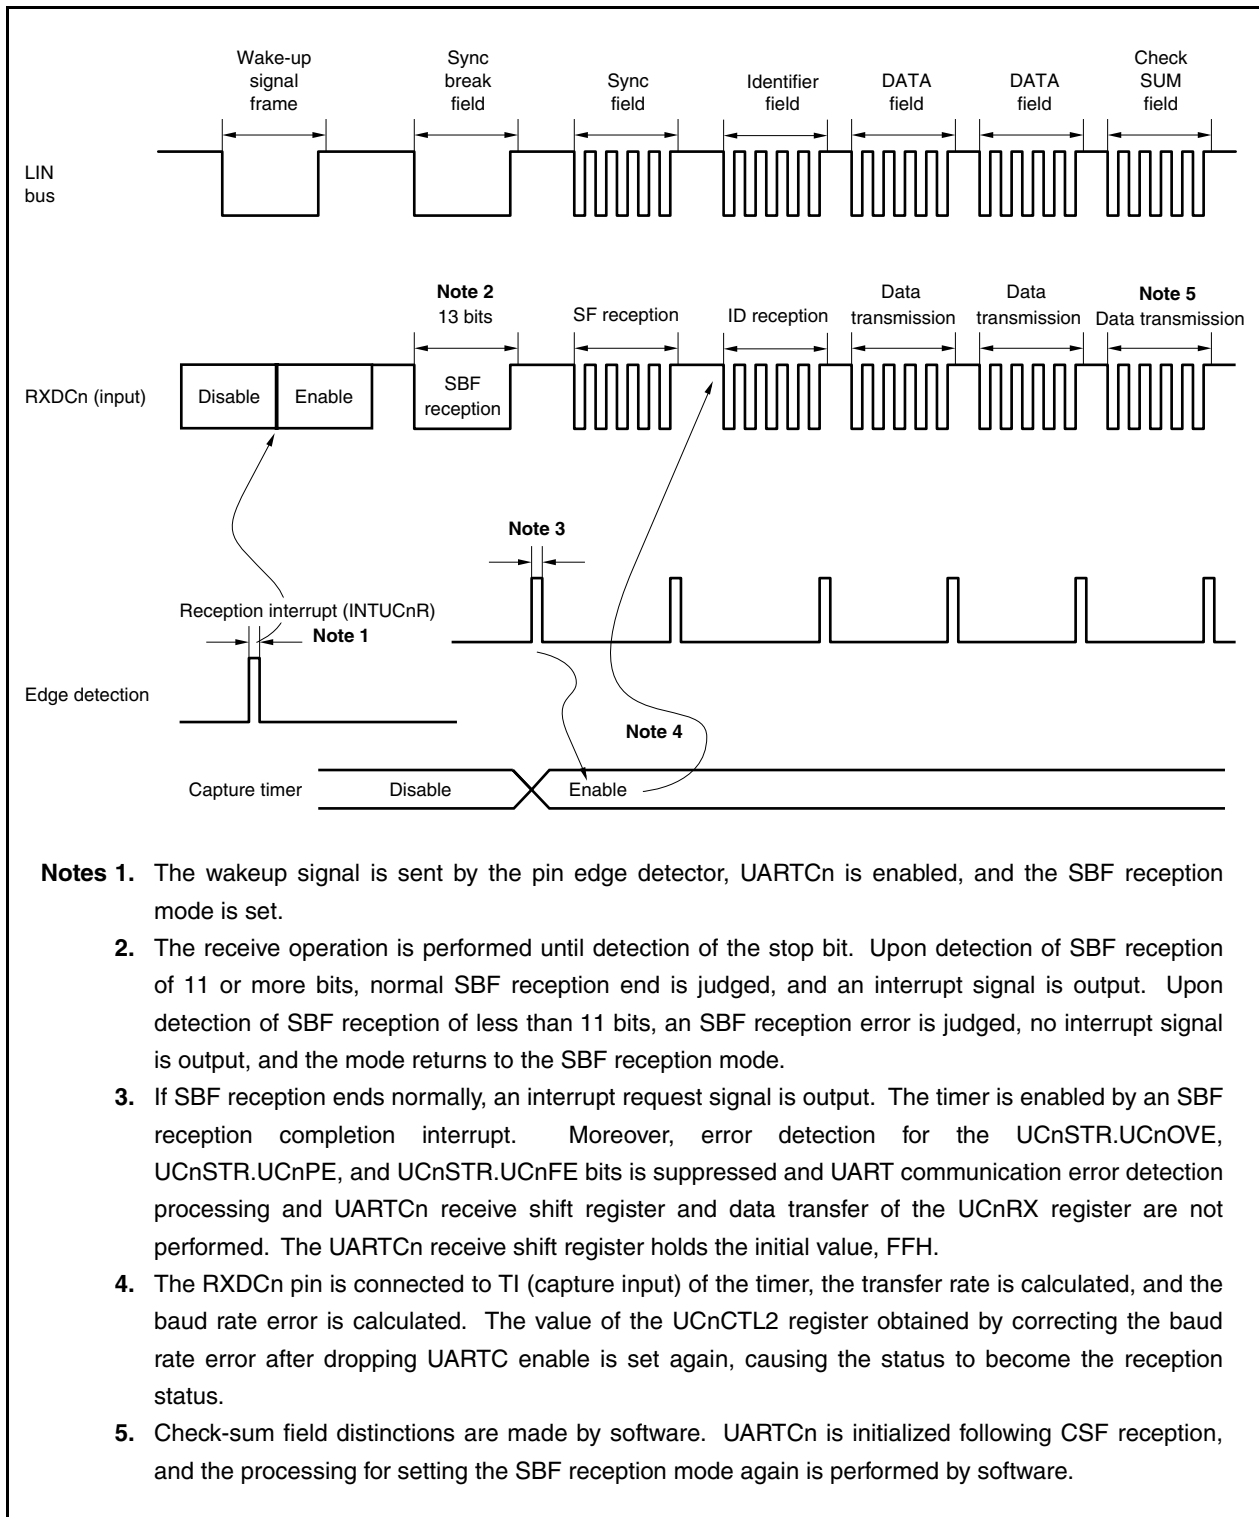 Wake-up
signal
frame
Sync
break
field
Sync
field
Identifier
field
DATA
field
DATA
field
Check
SUM
field
LIN
bus
Note 2
13 bits
SF reception
ID reception
Data
transmission
Data
transmission
Note 5
Data transmission
RXDCn (input)
Disable
Enable
SBF
reception
Note 3
Reception interrupt (INTUCnR)
Note 1
Edge detection
Note 4
Capture timer
Disable
Enable
Notes 1. The wakeup signal is sent by the pin edge detector, UARTCn is enabled, and the SBF reception
mode is set.
2. The receive operation is performed until detection of the stop bit. Upon detection of SBF reception
of 11 or more bits, normal SBF reception end is judged, and an interrupt signal is output. Upon
detection of SBF reception of less than 11 bits, an SBF reception error is judged, no interrupt signal
is output, and the mode returns to the SBF reception mode.
3. If SBF reception ends normally, an interrupt request signal is output. The timer is enabled by an SBF
reception completion interrupt. Moreover, error detection for the UCnSTR.UCnOVE,
UCnSTR.UCnPE, and UCnSTR.UCnFE bits is suppressed and UART communication error detection
processing and UARTCn receive shift register and data transfer of the UCnRX register are not
performed. The UARTCn receive shift register holds the initial value, FFH.
4. The RXDCn pin is connected to TI (capture input) of the timer, the transfer rate is calculated, and the
baud rate error is calculated. The value of the UCnCTL2 register obtained by correcting the baud
rate error after dropping UARTC enable is set again, causing the status to become the reception
status.
5. Check-sum field distinctions are made by software. UARTCn is initialized following CSF reception,
and the processing for setting the SBF reception mode again is performed by software.